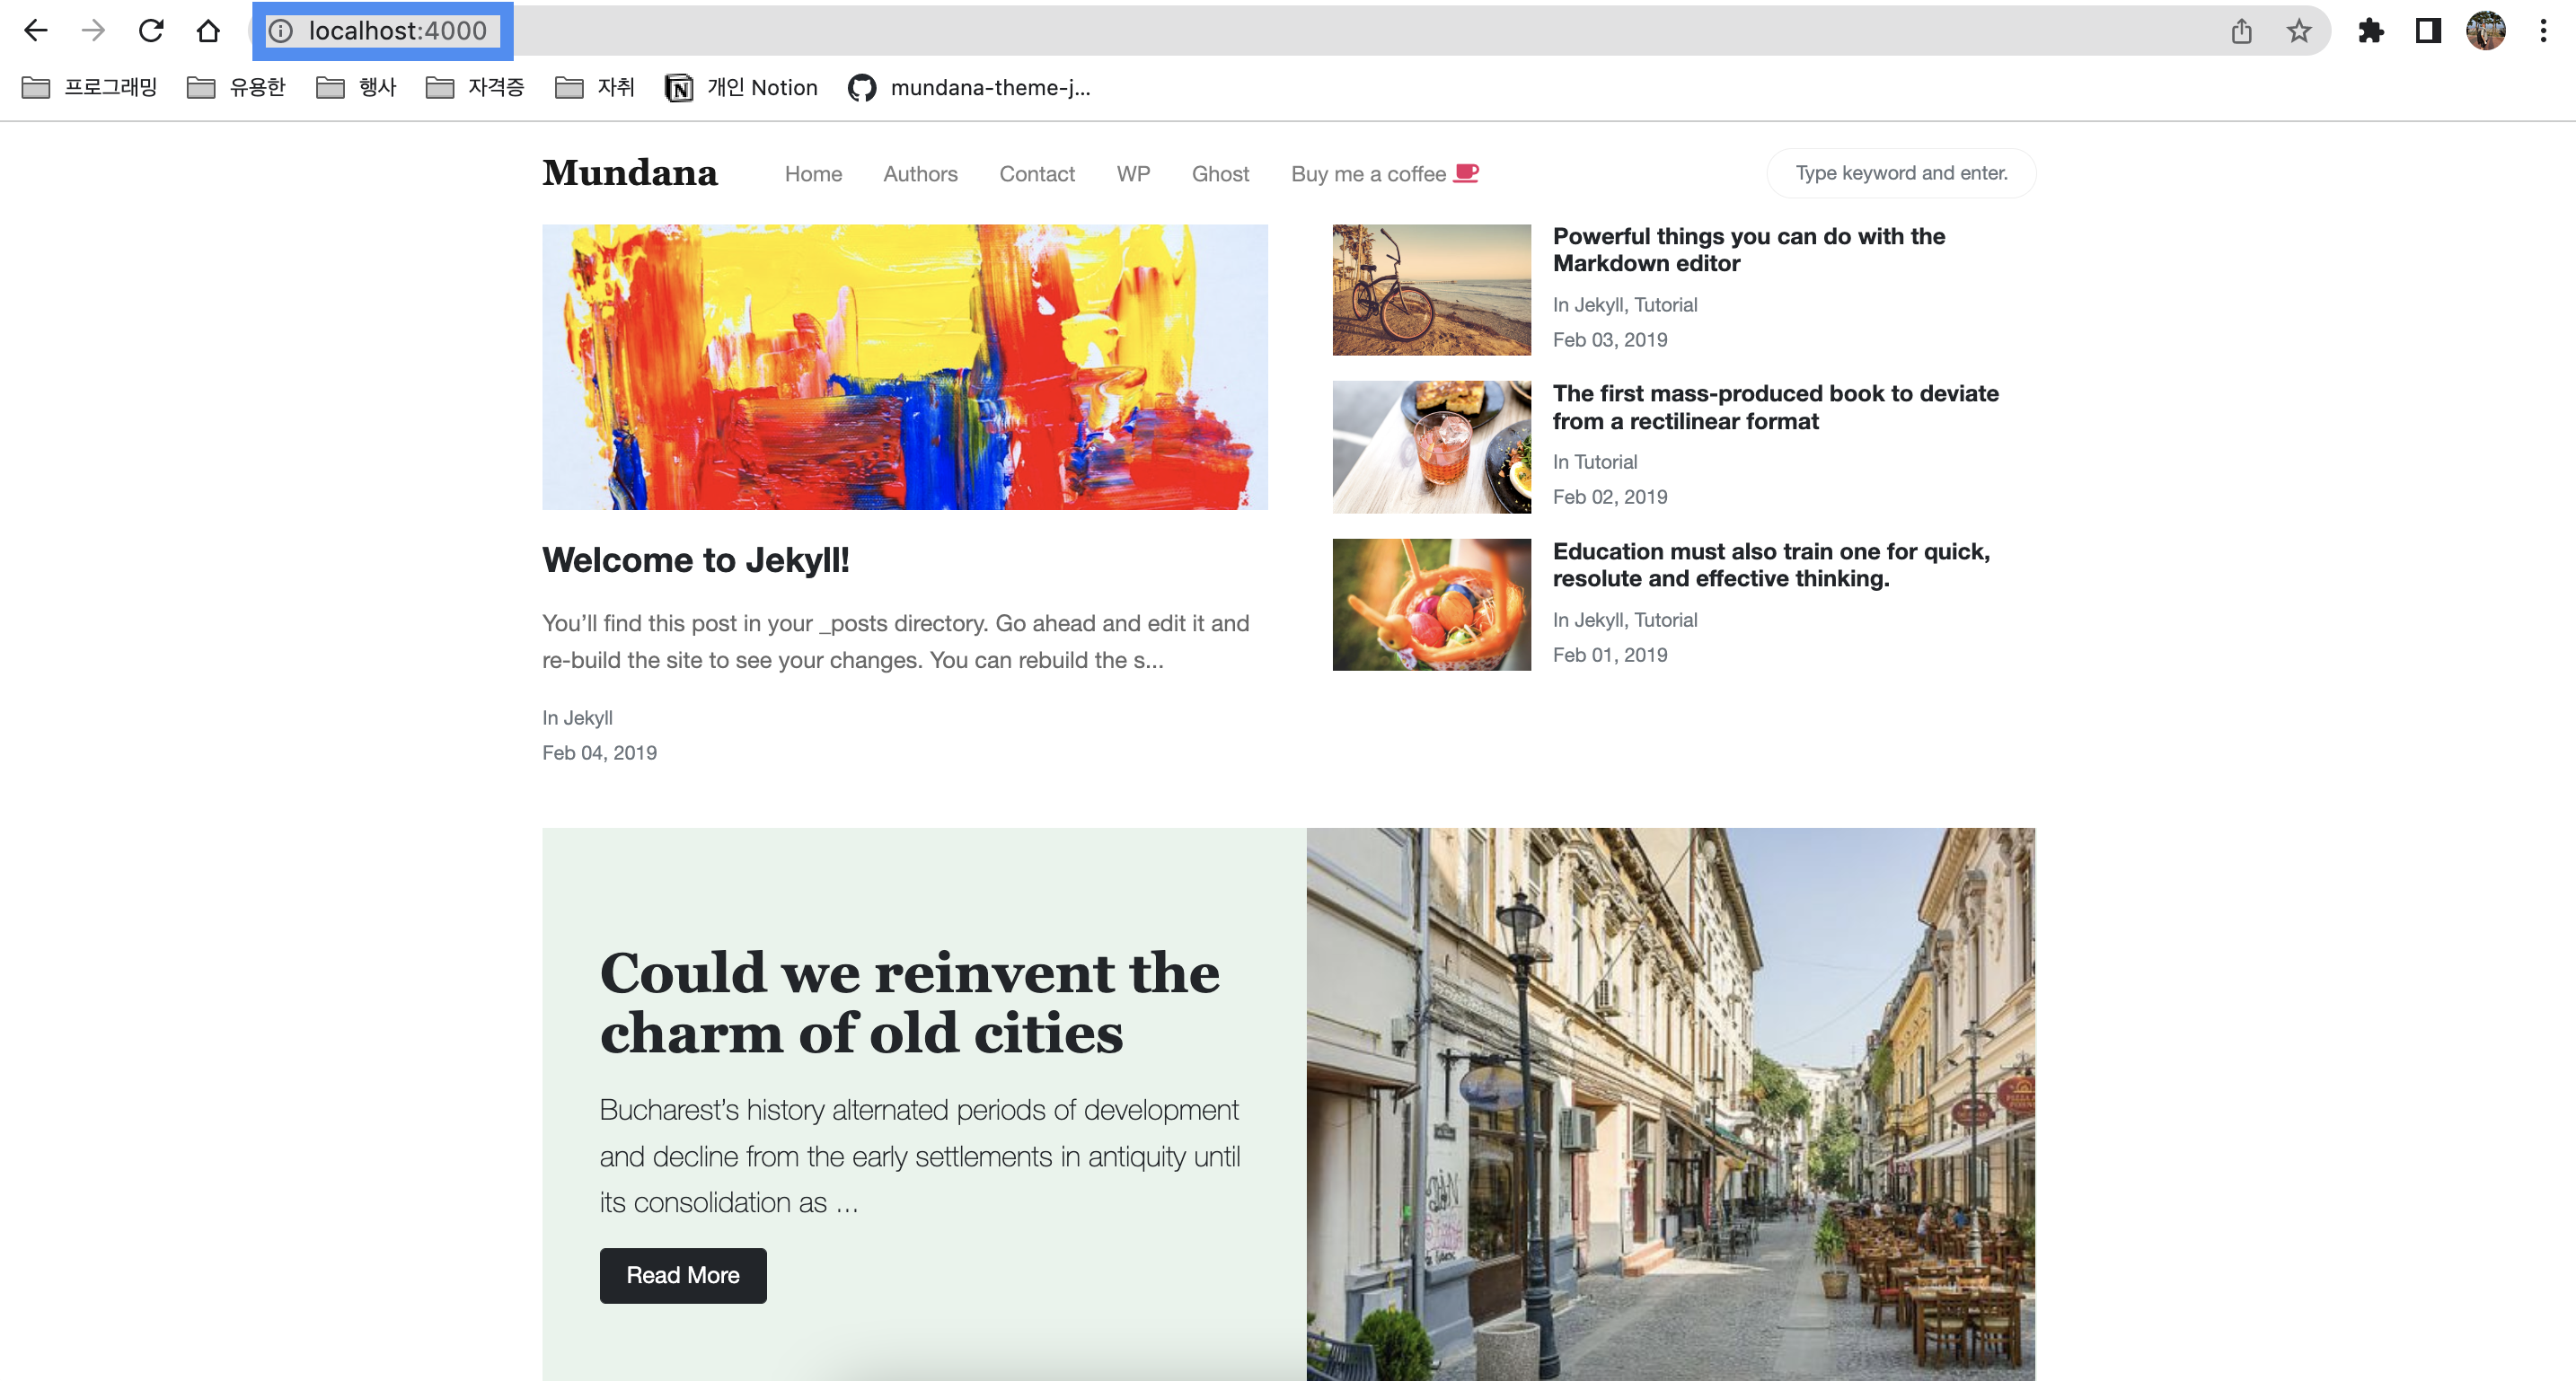 localhost:4000
프로그래밍 유용한 행사 자격증 자취 개인 Notion mundana-theme-j...
Mundana Home Authors Contact WP Ghost Buy me a coffee Type keyword and enter.
Powerful things you can do with the
Markdown editor
In Jekyll, Tutorial
Feb 03, 2019
The first mass-produced book to deviate
from a rectilinear format
In Tutorial
Feb 02, 2019
Education must also train one for quick,
resolute and effective thinking.
In Jekyll, Tutorial
Feb 01, 2019
Welcome to Jekyll!
You’ll find this post in your _posts directory. Go ahead and edit it and
re-build the site to see your changes. You can rebuild the s...
In Jekyll
Feb 04, 2019
Could we reinvent the
charm of old cities
Bucharest’s history alternated periods of development
and decline from the early settlements in antiquity until
its consolidation as ...
Read More